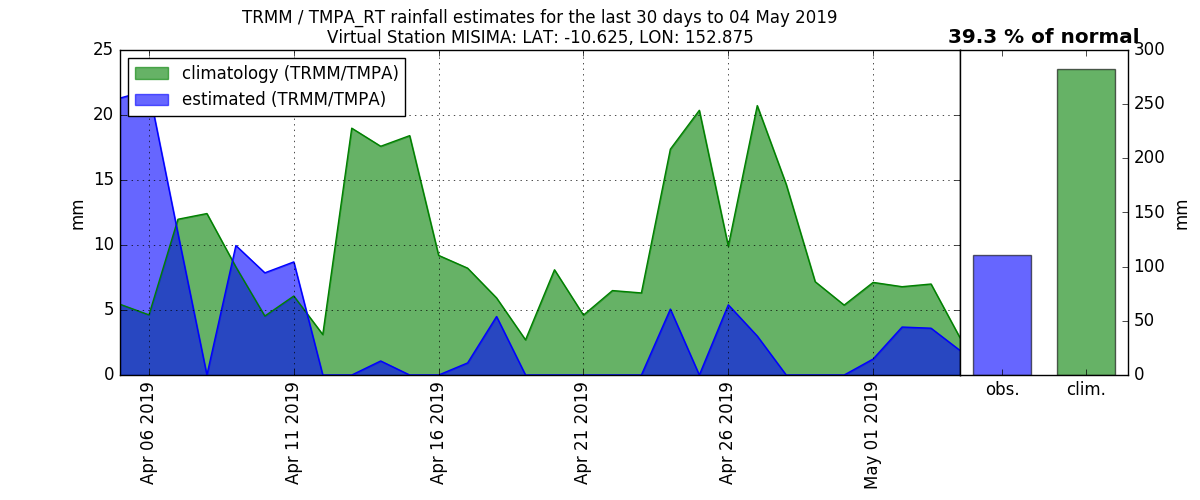 TRMM / TMPA_RT rainfall estimates for the last 30 days to 04 May 2019
Virtual Station MISIMA: LAT: -10.625, LON: 152.875
39.3 % of normal
climatology (TRMM/TMPA)
estimated (TRMM/TMPA)
25
20
15
10
5
0
mm
Apr 06 2019
Apr 11 2019
Apr 16 2019
Apr 21 2019
Apr 26 2019
May 01 2019
obs.
clim.
300
250
200
150
100
50
0
mm